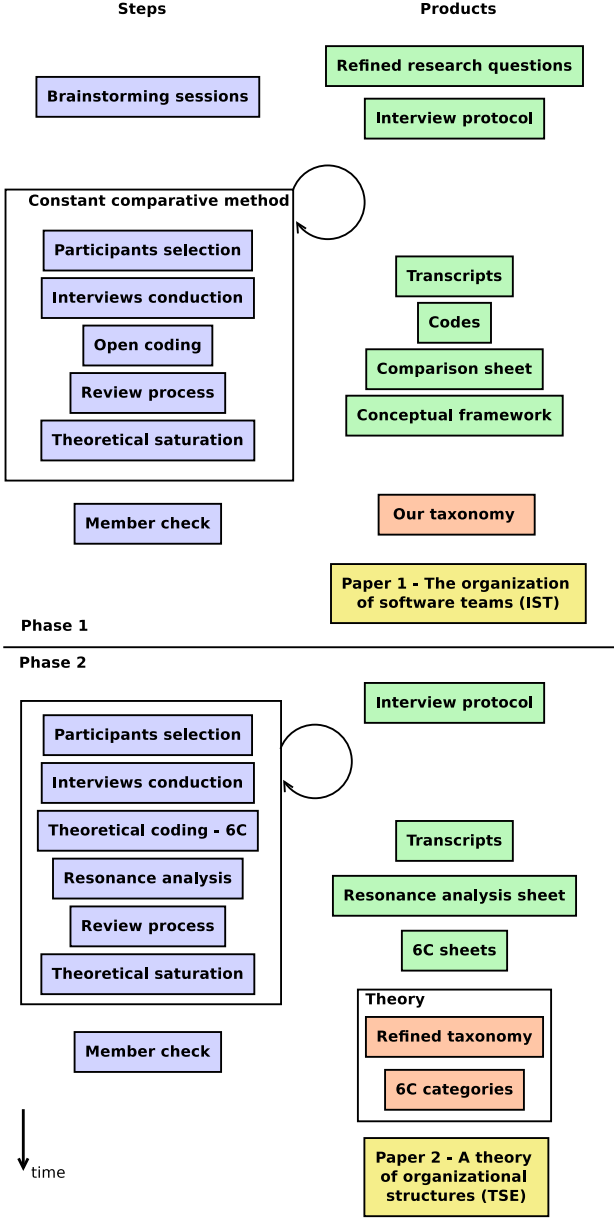 Steps
Products
Refined research questions
Brainstorming sessions
Interview protocol
Constant comparative method
Participants selection
Interviews conduction
Open coding
Review process
Theoretical saturation
Transcripts
Codes
Comparison sheet
Conceptual framework
Member check
Our taxonomy
Paper 1 - The organization
of software teams (IST)
Phase 1
Phase 2
Interview protocol
Participants selection
Interviews conduction
Theoretical coding - 6C
Resonance analysis
Review process
Theoretical saturation
Transcripts
Resonance analysis sheet
6C sheets
Theory
Refined taxonomy
6C categories
Member check
Paper 2 - A theory
of organizational
structures (TSE)
time